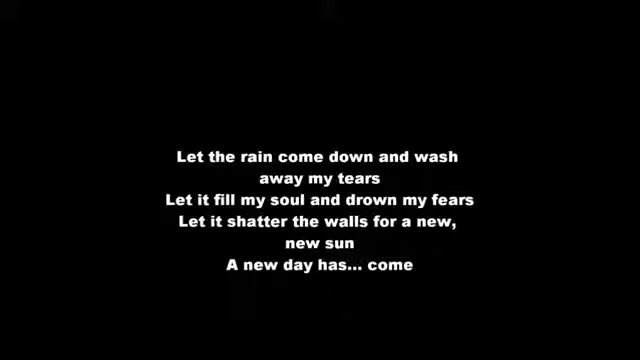 Let the rain come down and wash
away my tears
Let it fill my soul and drown my fears
Let it shatter the walls for a new,
new sun
A new day has... come